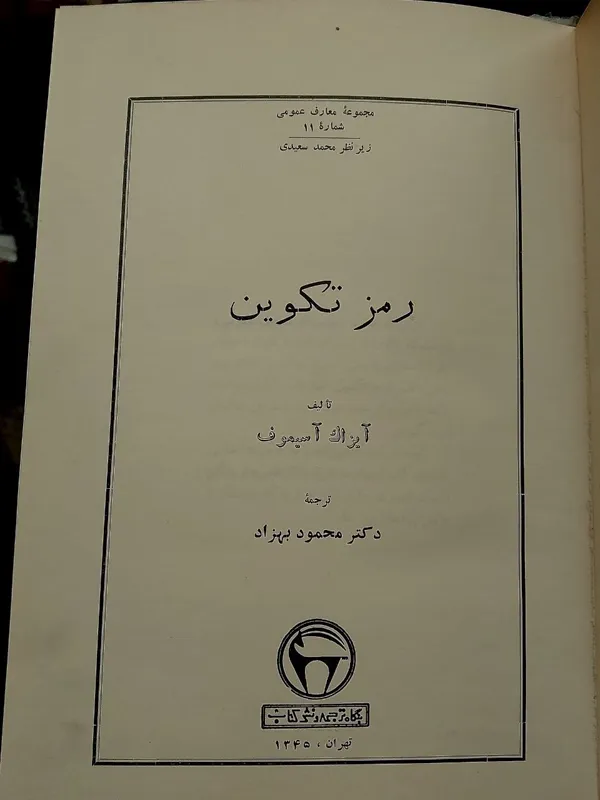 مجموعهٔ معارف عمومی
شمارهٔ ۱۱
زیر نظر محمد سعیدی
رمز تکوین
تألیف
آیزاك آسیموف
ترجمهٔ
دکتر محمود بهزاد
بنگاه ترجمه و نشر کتاب
تهران ، ۱۳۴۵